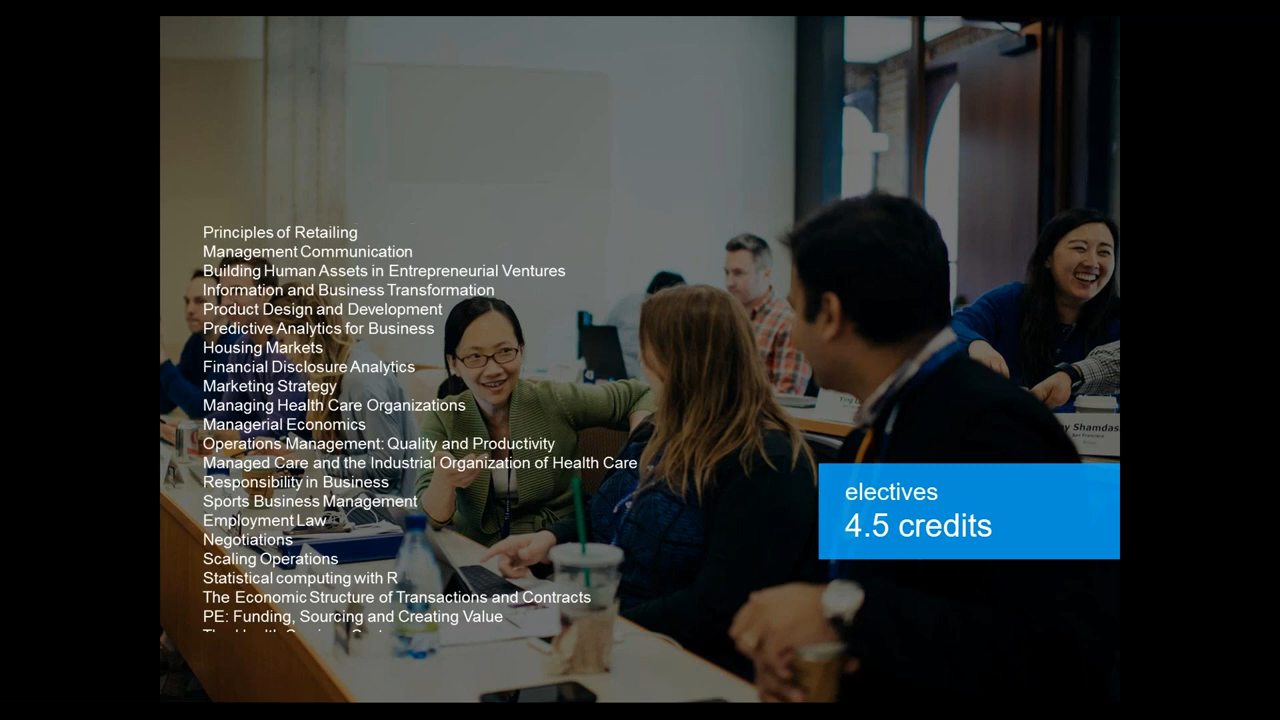 Principles of Retailing
Management Communication
Building Human Assets in Entrepreneurial Ventures
Information and Business Transformation
Product Design and Development
Predictive Analytics for Business
Housing Markets
Financial Disclosure Analytics
Marketing Strategy
Managing Health Care Organizations
Managerial Economics
Operations Management: Quality and Productivity
Managed Care and the Industrial Organization of Health Care
Responsibility in Business
Sports Business Management
Employment Law
Negotiations
Scaling Operations
Statistical computing with R
The Economic Structure of Transactions and Contracts
PE: Funding, Sourcing and Creating Value
Shamdas
electives
4.5 credits